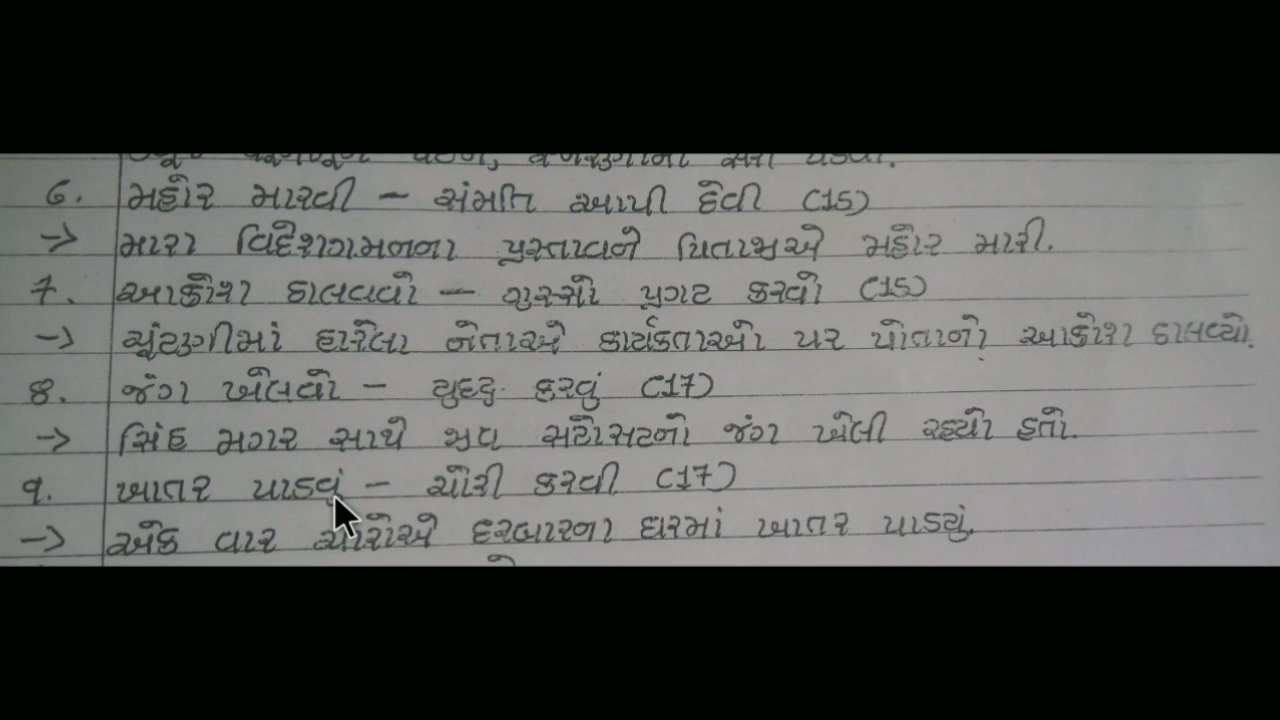 6. મહોર મારવી – સંમતિ આપી દેવી (15)
→ મારા વિદેશગમનના પ્રસ્તાવને પિતાજીએ મહોર મારી.
7. આક્રોશ ઠાલવવો – ગુસ્સો પ્રગટ કરવો (15)
→ ચૂંટણીમાં હારેલા નેતાએ કાર્યકર્તાઓ પર પોતાનો આક્રોશ ઠાલવ્યો.
8. જંગ ખેલવો – યુદ્ધ કરવું (17)
→ સિંહ મગર સાથે જીવ સટોસટનો જંગ ખેલી રહ્યો હતો.
9. ખાતર પાડવું – ચોરી કરવી (17)
→ એક વાર ચોરોએ દરબારના ઘરમાં ખાતર પાડ્યું.